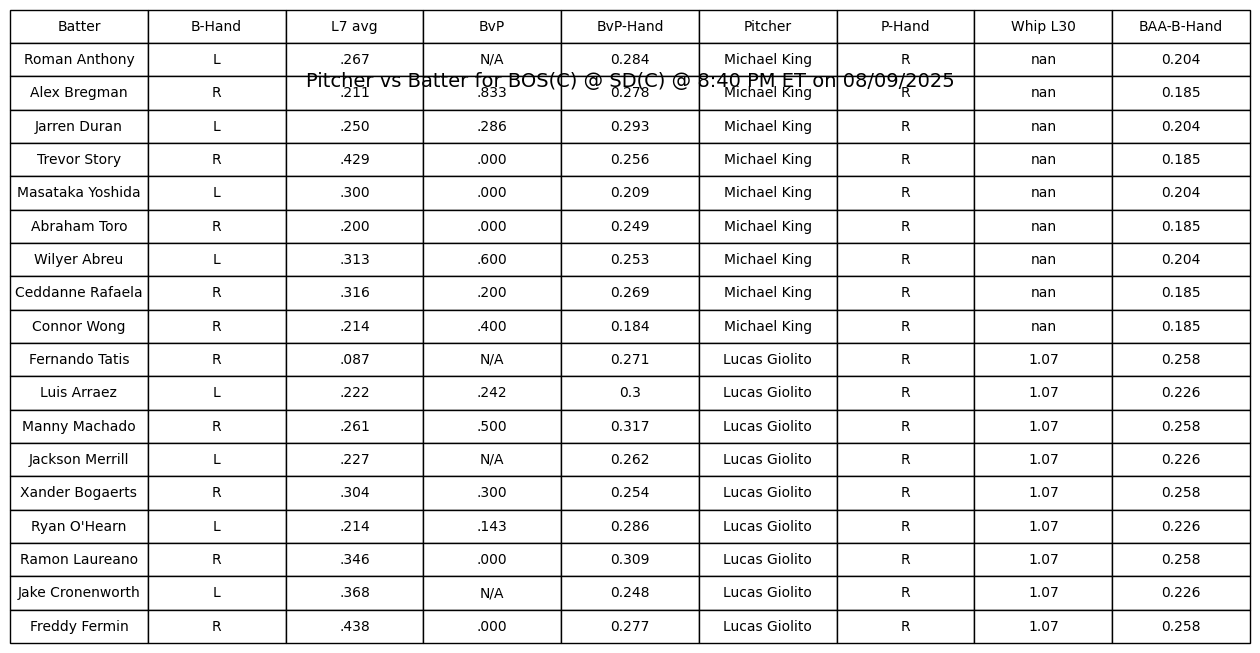 Batter B-Hand L7 avg BvP BvP-Hand Pitcher P-Hand Whip L30 BAA-B-Hand
Roman Anthony L .267 N/A 0.284 Michael King R nan 0.204
Pitcher vs Batter for BOS(C) @ SD(C) @ 8:40 PM ET on 08/09/2025
Alex Bregman R .211 .833 0.278 Michael King R nan 0.185
Jarren Duran L .250 .286 0.293 Michael King R nan 0.204
Trevor Story R .429 .000 0.256 Michael King R nan 0.185
Masataka Yoshida L .300 .000 0.209 Michael King R nan 0.204
Abraham Toro R .200 .000 0.249 Michael King R nan 0.185
Wilyer Abreu L .313 .600 0.253 Michael King R nan 0.204
Ceddanne Rafaela R .316 .200 0.269 Michael King R nan 0.185
Connor Wong R .214 .400 0.184 Michael King R nan 0.185
Fernando Tatis R .087 N/A 0.271 Lucas Giolito R 1.07 0.258
Luis Arraez L .222 .242 0.3 Lucas Giolito R 1.07 0.226
Manny Machado R .261 .500 0.317 Lucas Giolito R 1.07 0.258
Jackson Merrill L .227 N/A 0.262 Lucas Giolito R 1.07 0.226
Xander Bogaerts R .304 .300 0.254 Lucas Giolito R 1.07 0.258
Ryan O'Hearn L .214 .143 0.286 Lucas Giolito R 1.07 0.226
Ramon Laureano R .346 .000 0.309 Lucas Giolito R 1.07 0.258
Jake Cronenworth L .368 N/A 0.248 Lucas Giolito R 1.07 0.226
Freddy Fermin R .438 .000 0.277 Lucas Giolito R 1.07 0.258